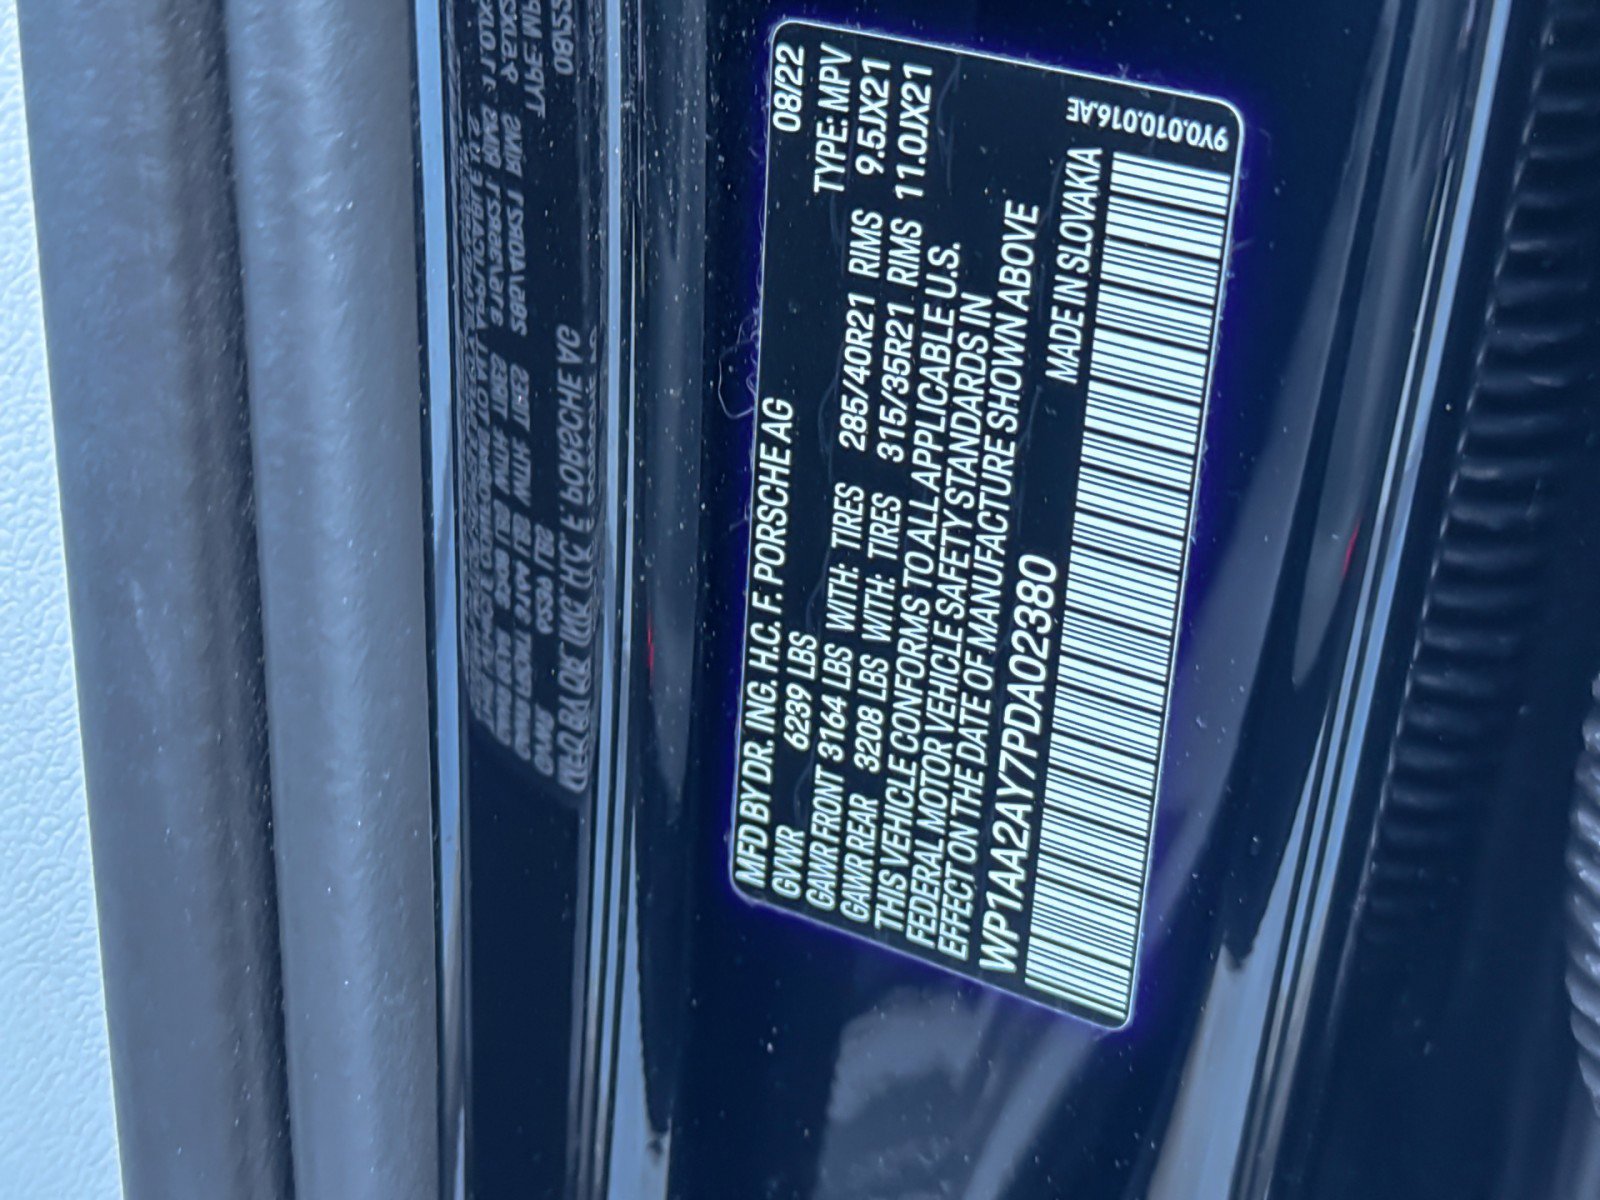 MFD BY DR. ING. H.C. F. PORSCHE AG 08/22
GVWR 6239 LBS TYPE: MPV
GAWR FRONT 3164 LBS WITH: TIRES 285/40R21 RIMS 9.5JX21
GAWR REAR 3208 LBS WITH: TIRES 315/35R21 RIMS 11.0JX21
THIS VEHICLE CONFORMS TO ALL APPLICABLE U.S.
FEDERAL MOTOR VEHICLE SAFETY STANDARDS IN
EFFECT ON THE DATE OF MANUFACTURE SHOWN ABOVE
WP1AA2AY7PDA02380 MADE IN SLOVAKIA
9Y0.010.016.AE